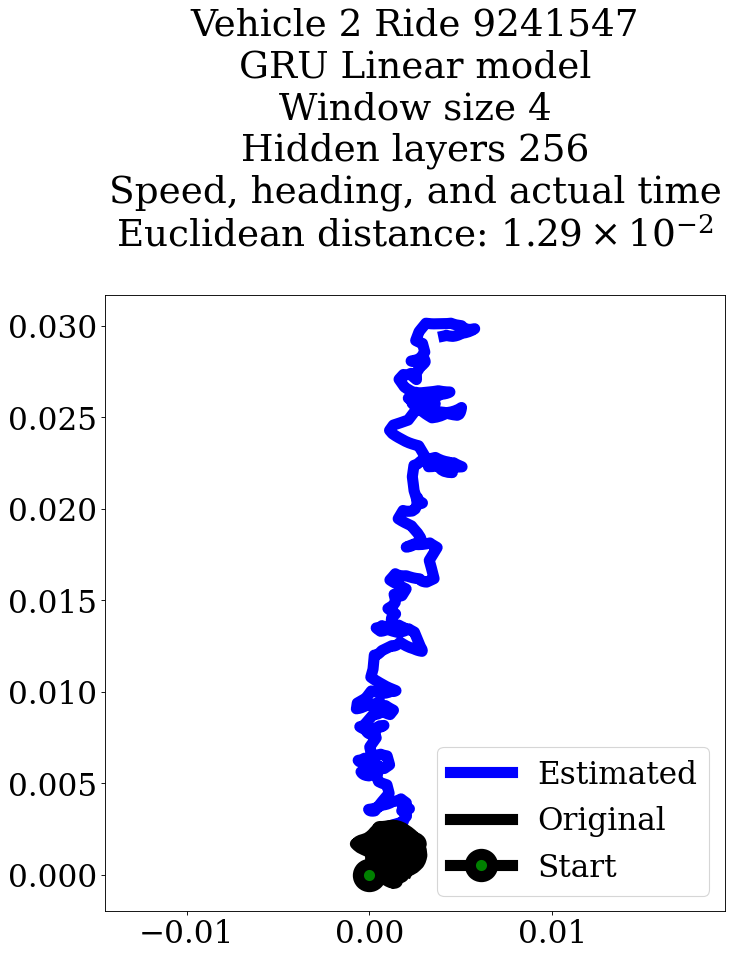 Vehicle 2 Ride 9241547
GRU Linear model
Window size 4
Hidden layers 256
Speed, heading, and actual time
Euclidean distance: 1.29 × 10⁻²
0.030
0.025
0.020
0.015
0.010
0.005
0.000
Estimated
Original
Start
−0.01
0.00
0.01